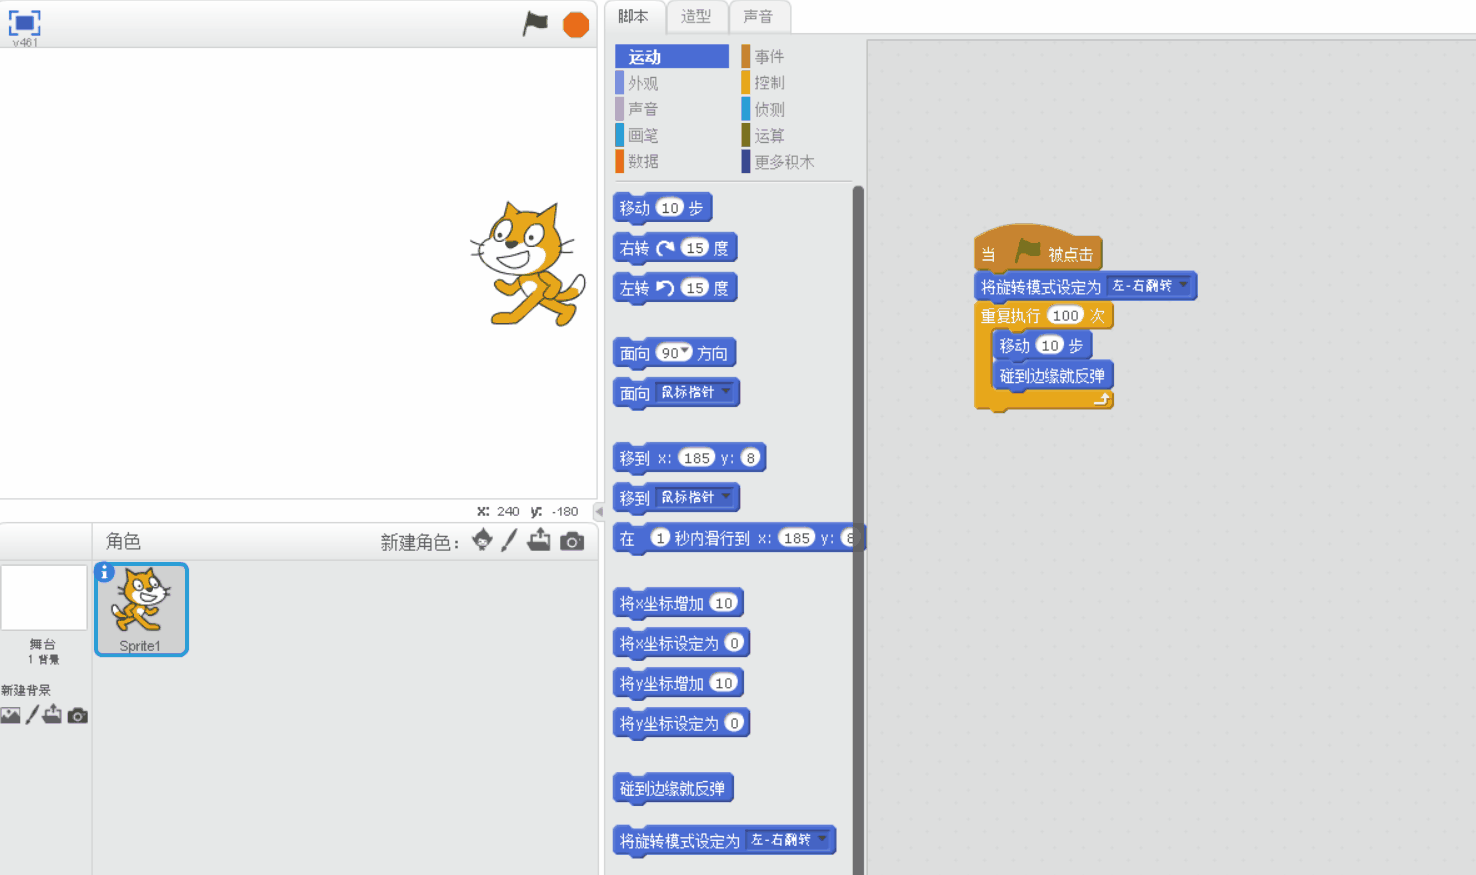 v461
x: 240 y: -180
角色
新建角色：
Sprite1
舞台
1 背景
新建背景
脚本
造型
声音
运动
事件
外观
控制
声音
侦测
画笔
运算
数据
更多积木
移动 10 步
右转 15 度
左转 15 度
面向 90 方向
面向 鼠标指针
移到 x: 185 y: 8
移到 鼠标指针
在 1 秒内滑行到 x: 185 y: 8
将x坐标增加 10
将x坐标设定为 0
将y坐标增加 10
将y坐标设定为 0
碰到边缘就反弹
将旋转模式设定为 左-右翻转
当 被点击
将旋转模式设定为 左-右翻转
重复执行 100 次
移动 10 步
碰到边缘就反弹